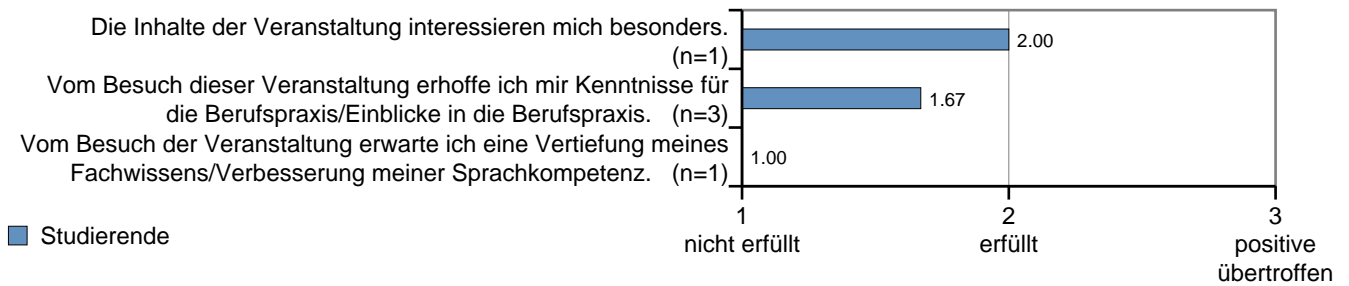 Die Inhalte der Veranstaltung interessieren mich besonders.
(n=1)
2.00
Vom Besuch dieser Veranstaltung erhoffe ich mir Kenntnisse für
die Berufspraxis/Einblicke in die Berufspraxis. (n=3)
1.67
Vom Besuch der Veranstaltung erwarte ich eine Vertiefung meines
Fachwissens/Verbesserung meiner Sprachkompetenz. (n=1)
1.00
1 2 3
nicht erfüllt erfüllt positive
übertroffen
Studierende